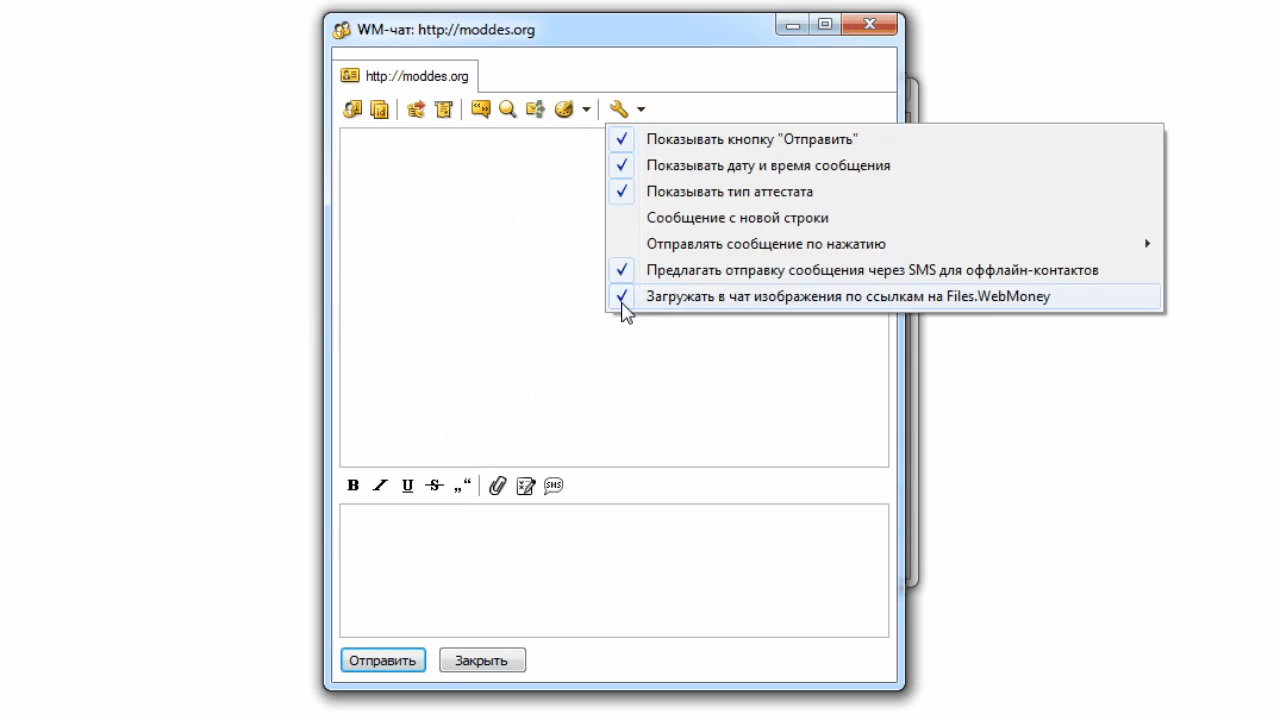 WM-чат: http://moddes.org
http://moddes.org
Показывать кнопку "Отправить"
Показывать дату и время сообщения
Показывать тип аттестата
Сообщение с новой строки
Отправлять сообщение по нажатию
Предлагать отправку сообщения через SMS для оффлайн-контактов
Загружать в чат изображения по ссылкам на Files.WebMoney
B I U S „“ SMS
Отправить Закрыть